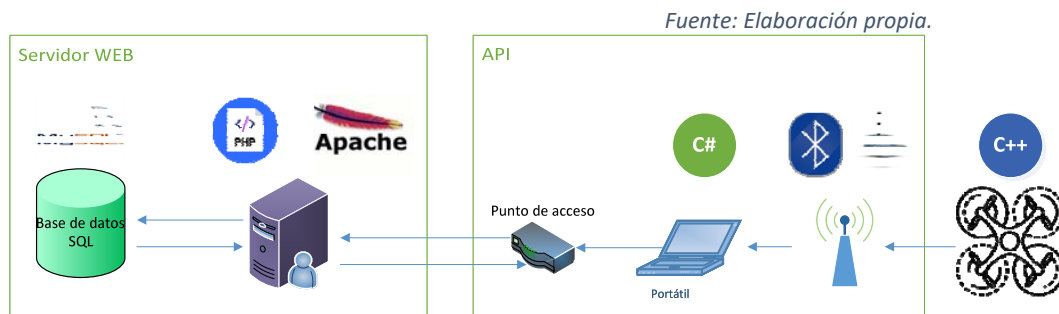 Fuente: Elaboración propia.
Servidor WEB
API
PHP
Apache
C#
C++
Base de datos
SQL
Punto de acceso
Portátil